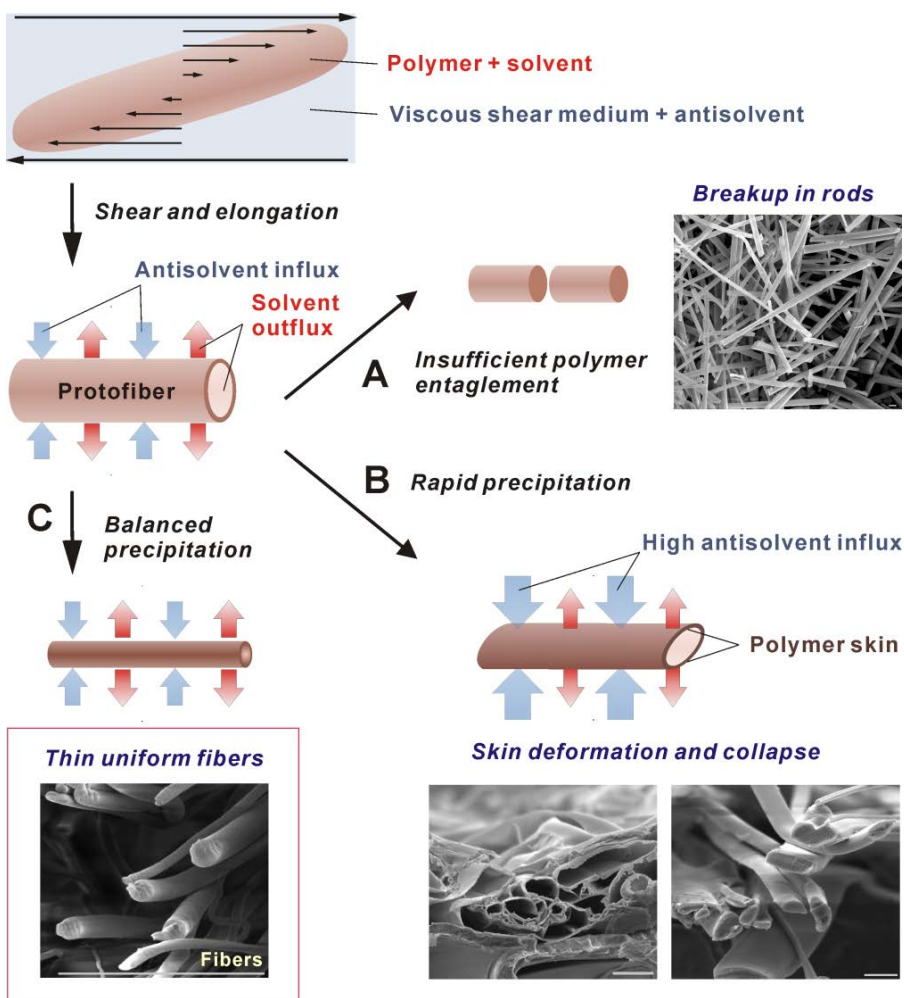 Polymer + solvent
Viscous shear medium + antisolvent
Shear and elongation
Breakup in rods
Antisolvent influx
Solvent
outflux
Protofiber
A
Insufficient polymer
entaglement
B
Rapid precipitation
C
Balanced
precipitation
High antisolvent influx
Polymer skin
Thin uniform fibers
Fibers
Skin deformation and collapse